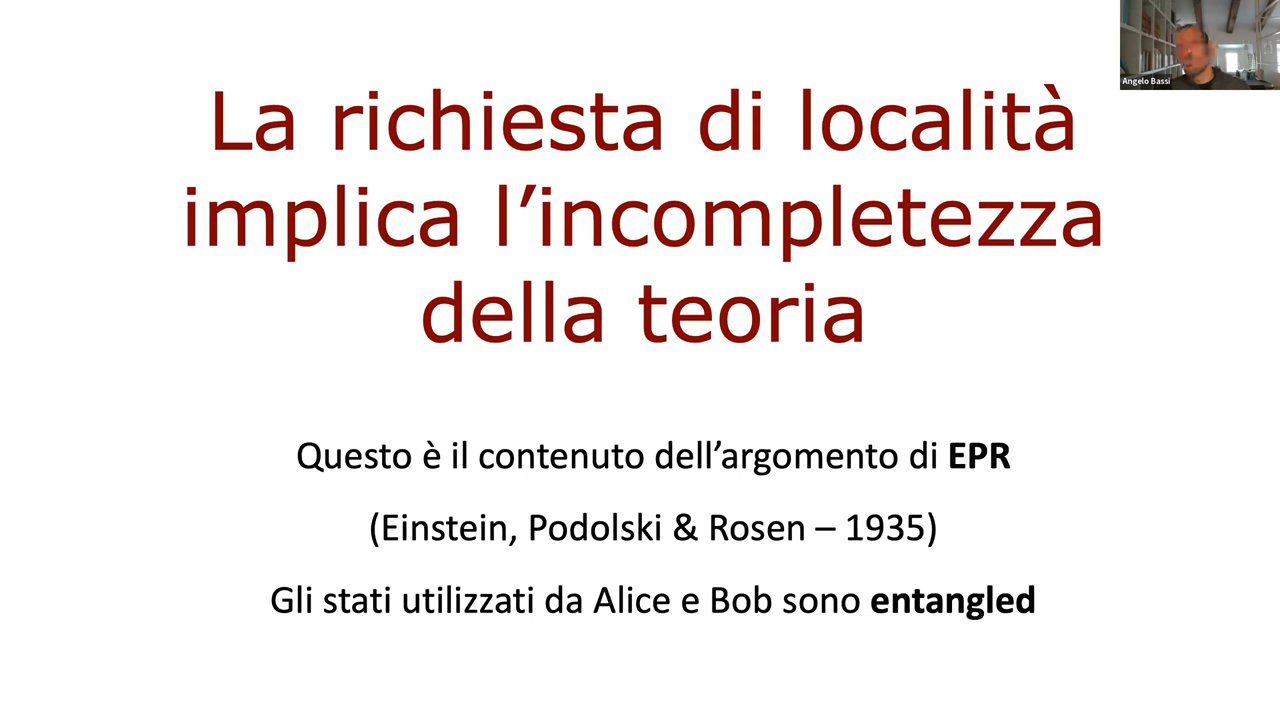 Angelo Bassi
La richiesta di località
implica l’incompletezza
della teoria
Questo è il contenuto dell’argomento di EPR
(Einstein, Podolski & Rosen – 1935)
Gli stati utilizzati da Alice e Bob sono entangled